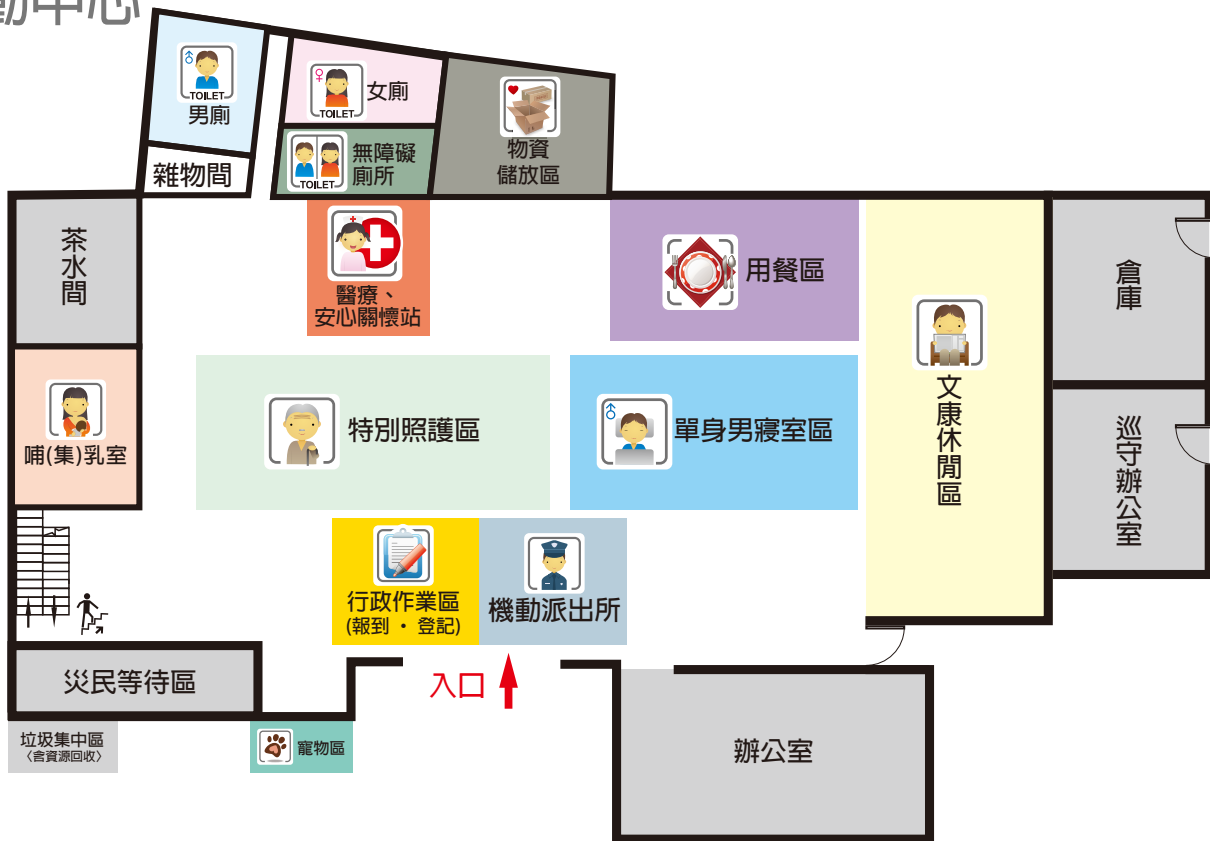 動中心
TOILET
男廁
TOILET
女廁
物資
儲放區
TOILET
無障礙
廁所
雜物間
茶水間
醫療、
安心關懷站
用餐區
文康休閒區
倉庫
哺(集)乳室
特別照護區
單身男寢室區
巡守辦公室
行政作業區
(報到 ・ 登記)
機動派出所
災民等待區
入口
垃圾集中區
〈含資源回收〉
寵物區
辦公室